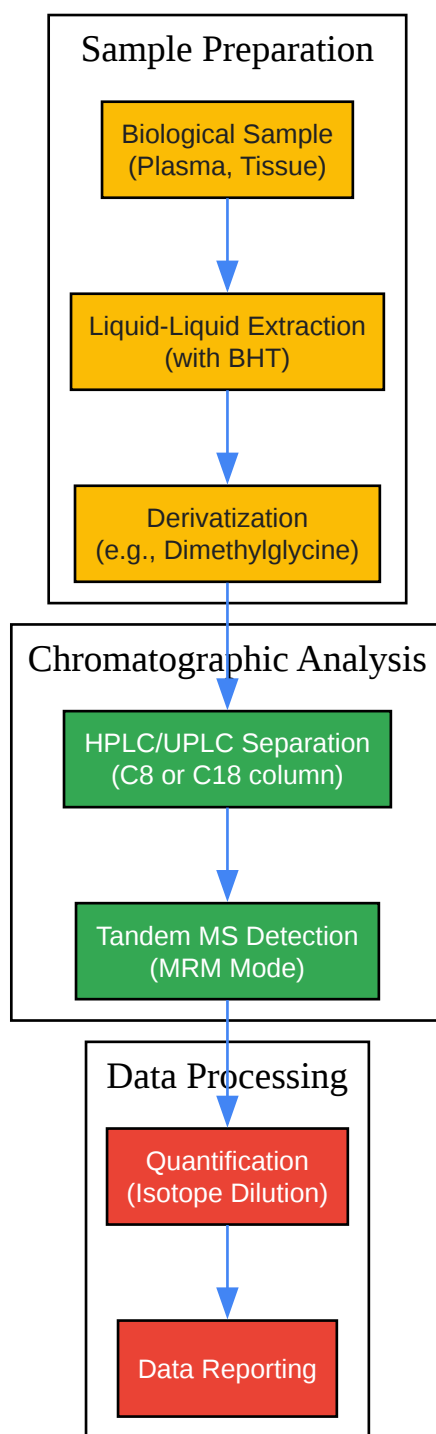 Sample Preparation
Biological Sample
(Plasma, Tissue)
Liquid-Liquid Extraction
(with BHT)
Derivatization
(e.g., Dimethylglycine)
Chromatographic Analysis
HPLC/UPLC Separation
(C8 or C18 column)
Tandem MS Detection
(MRM Mode)
Data Processing
Quantification
(Isotope Dilution)
Data Reporting